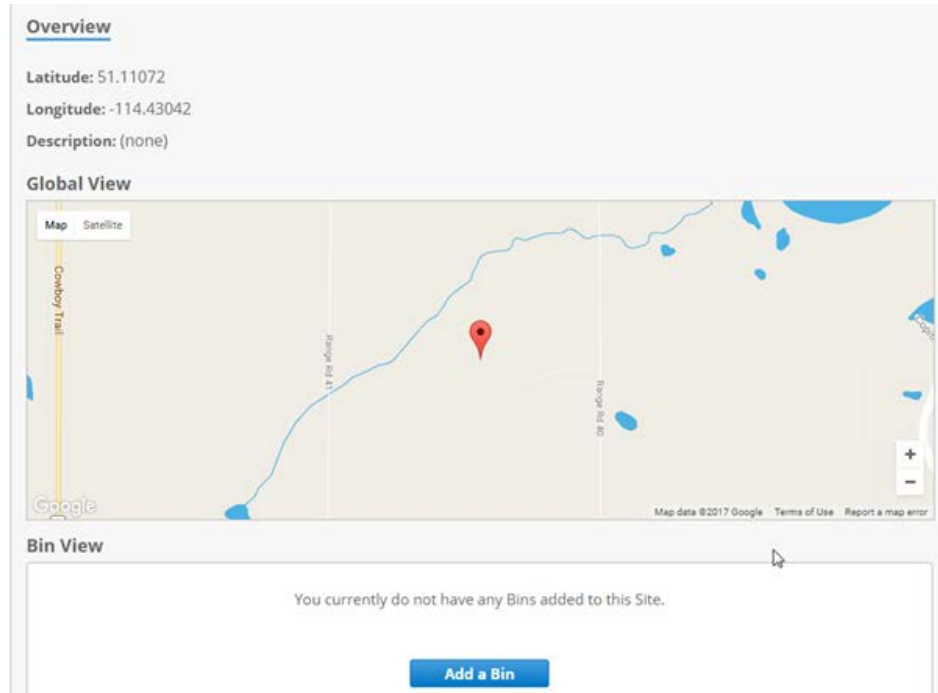 Overview
Latitude: 51.11072
Longitude: -114.43042
Description: (none)
Global View
Map Satellite
Cowboy Trail
Range Rd 41
Range Rd 40
+
−
Google
Map data ©2017 Google Terms of Use Report a map error
Bin View
You currently do not have any Bins added to this Site.
Add a Bin